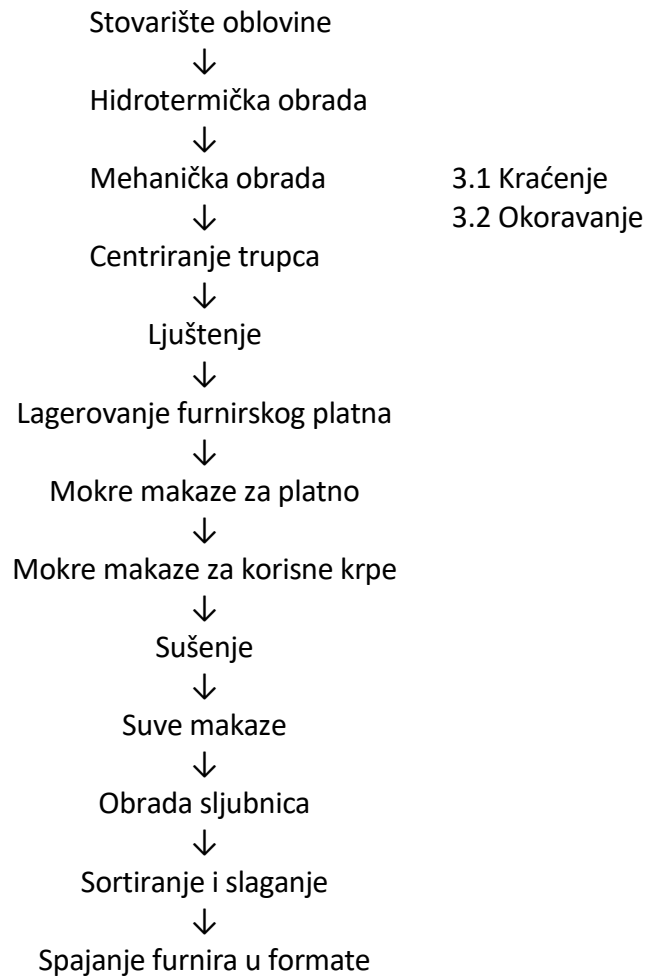 Stovarište oblovine
↓
Hidrotermička obrada
↓
Mehanička obrada 3.1 Kraćenje
↓ 3.2 Okoravanje
Centriranje trupca
↓
Ljuštenje
↓
Lagerovanje furnirskog platna
↓
Mokre makaze za platno
↓
Mokre makaze za korisne krpe
↓
Sušenje
↓
Suve makaze
↓
Obrada sljubnica
↓
Sortiranje i slaganje
↓
Spajanje furnira u formate